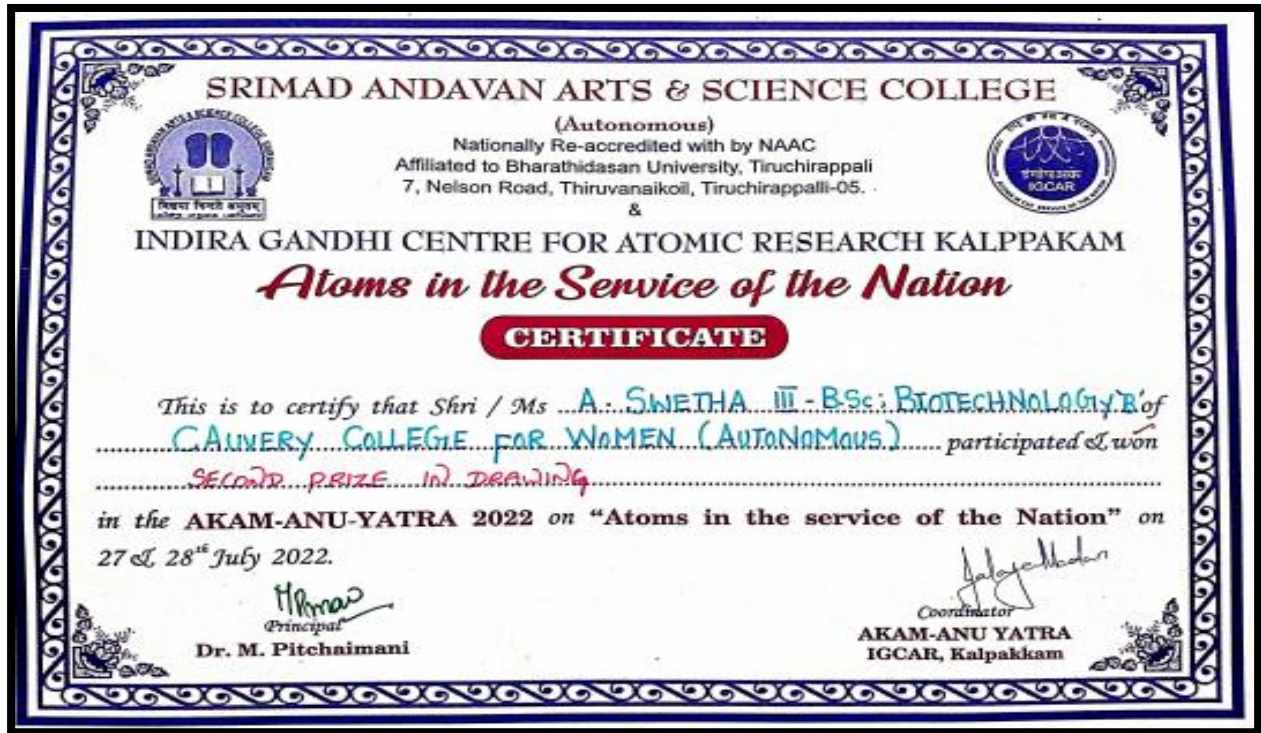 SRIMAD ANDAVAN ARTS & SCIENCE COLLEGE
(Autonomous)
Nationally Re-accredited with by NAAC
Affiliated to Bharathidasan University, Tiruchirappali
7, Nelson Road, Thiruvanaikoil, Tiruchirappalli-05.
&
IGCAR
INDIRA GANDHI CENTRE FOR ATOMIC RESEARCH KALPPAKAM
Atoms in the Service of the Nation
CERTIFICATE
This is to certify that Shri / Ms A. SWETHA III - B.Sc; BIOTECHNOLOGY 'B' of
CAUVERY COLLEGE FOR WOMEN (AUTONOMOUS) participated & won
SECOND PRIZE IN DRAWING
in the AKAM-ANU-YATRA 2022 on “Atoms in the service of the Nation” on
27 & 28th July 2022.
Principal
Dr. M. Pitchaimani
Coordinator
AKAM-ANU YATRA
IGCAR, Kalpakkam